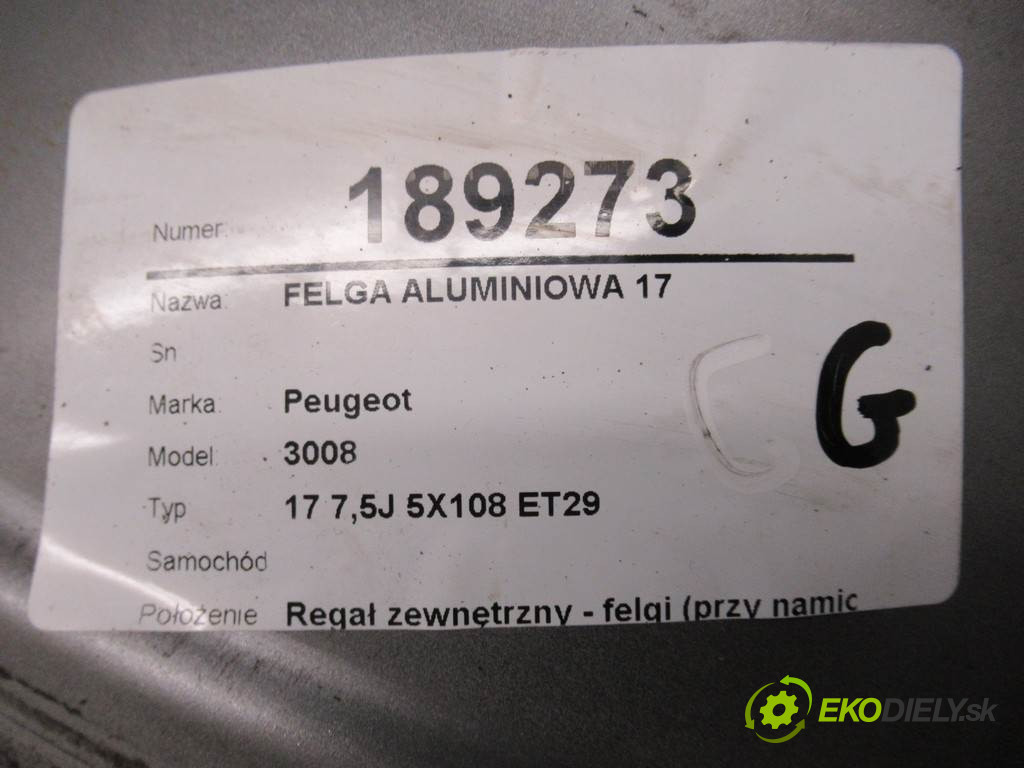 Numer: 189273
Nazwa: FELGA ALUMINIOWA 17
Sn
Marka: Peugeot
Model: 3008
Typ 17 7,5J 5X108 ET29
Samochód
Położenie Regał zewnętrzny - felgi (przy namic
G
EKODIELY.sk